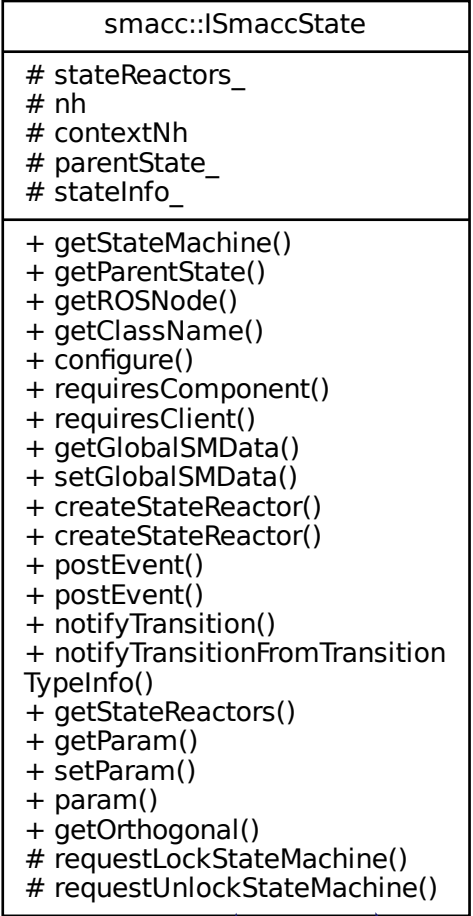 smacc::ISmaccState
# stateReactors_
# nh
# contextNh
# parentState_
# stateInfo_
+ getStateMachine()
+ getParentState()
+ getROSNode()
+ getClassName()
+ configure()
+ requiresComponent()
+ requiresClient()
+ getGlobalSMData()
+ setGlobalSMData()
+ createStateReactor()
+ createStateReactor()
+ postEvent()
+ postEvent()
+ notifyTransition()
+ notifyTransitionFromTransition
TypeInfo()
+ getStateReactors()
+ getParam()
+ setParam()
+ param()
+ getOrthogonal()
# requestLockStateMachine()
# requestUnlockStateMachine()